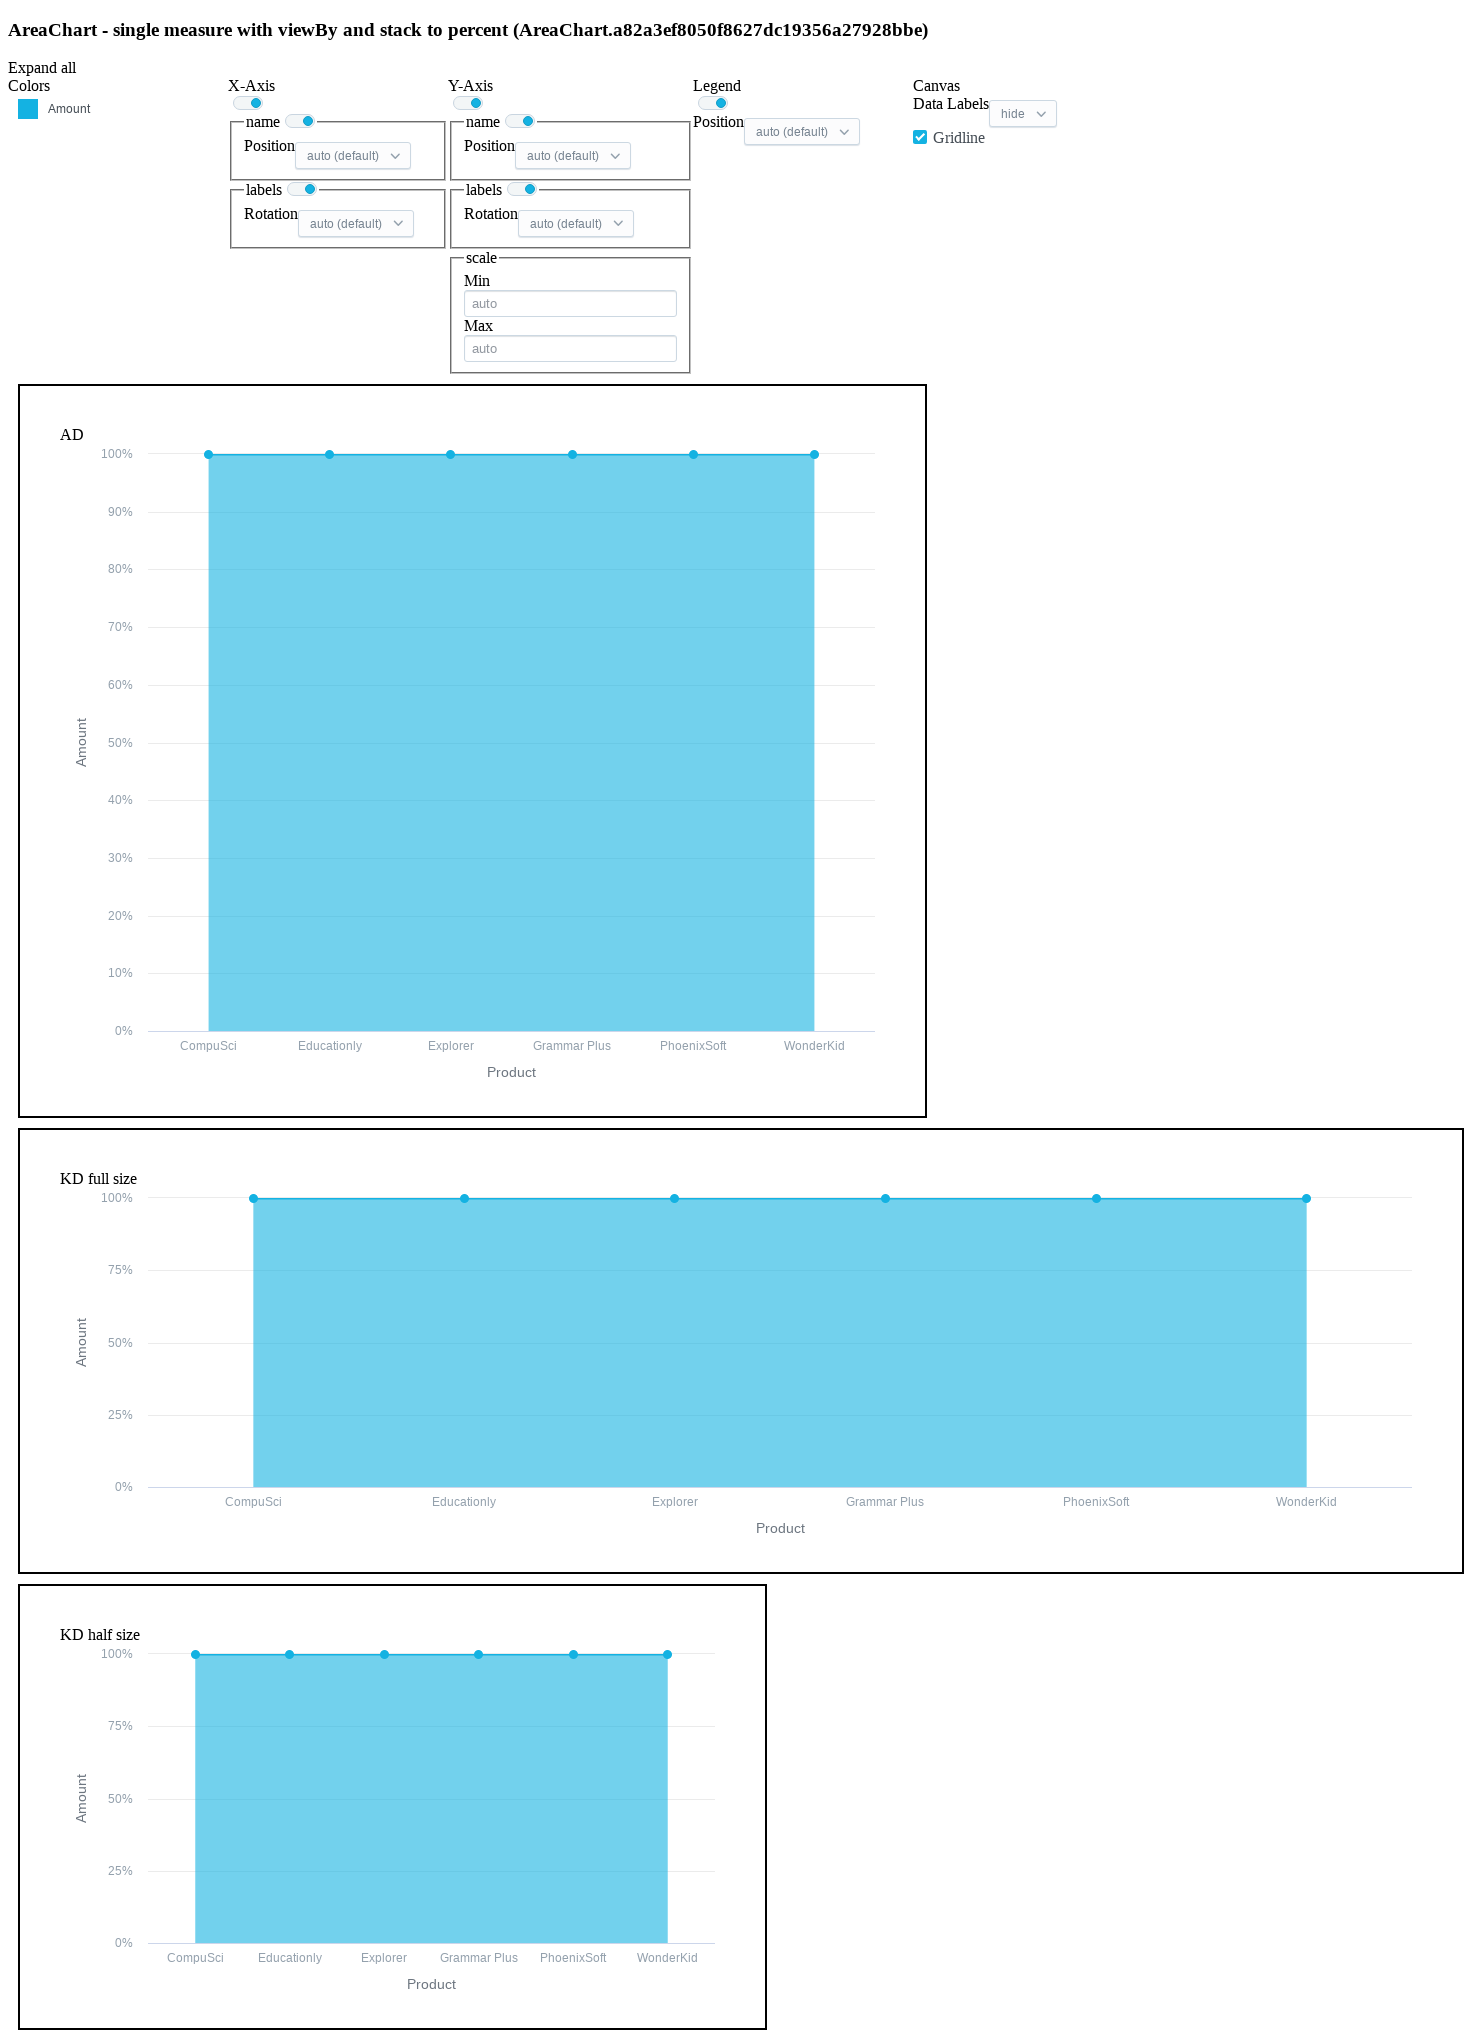 AreaChart - single measure with viewBy and stack to percent (AreaChart.a82a3ef8050f8627dc19356a27928bbe)
Expand all
Colors
Amount
X-Axis
name
Position auto (default)
labels
Rotation auto (default)
Y-Axis
name
Position auto (default)
labels
Rotation auto (default)
scale
Min
auto
Max
auto
Legend
Position auto (default)
Canvas
Data Labels hide
Gridline
AD
100%
90%
80%
70%
60%
50%
40%
30%
20%
10%
0%
Amount
CompuSci Educationly Explorer Grammar Plus PhoenixSoft WonderKid
Product
KD full size
100%
75%
50%
25%
0%
Amount
CompuSci Educationly Explorer Grammar Plus PhoenixSoft WonderKid
Product
KD half size
100%
75%
50%
25%
0%
Amount
CompuSci Educationly Explorer Grammar Plus PhoenixSoft WonderKid
Product